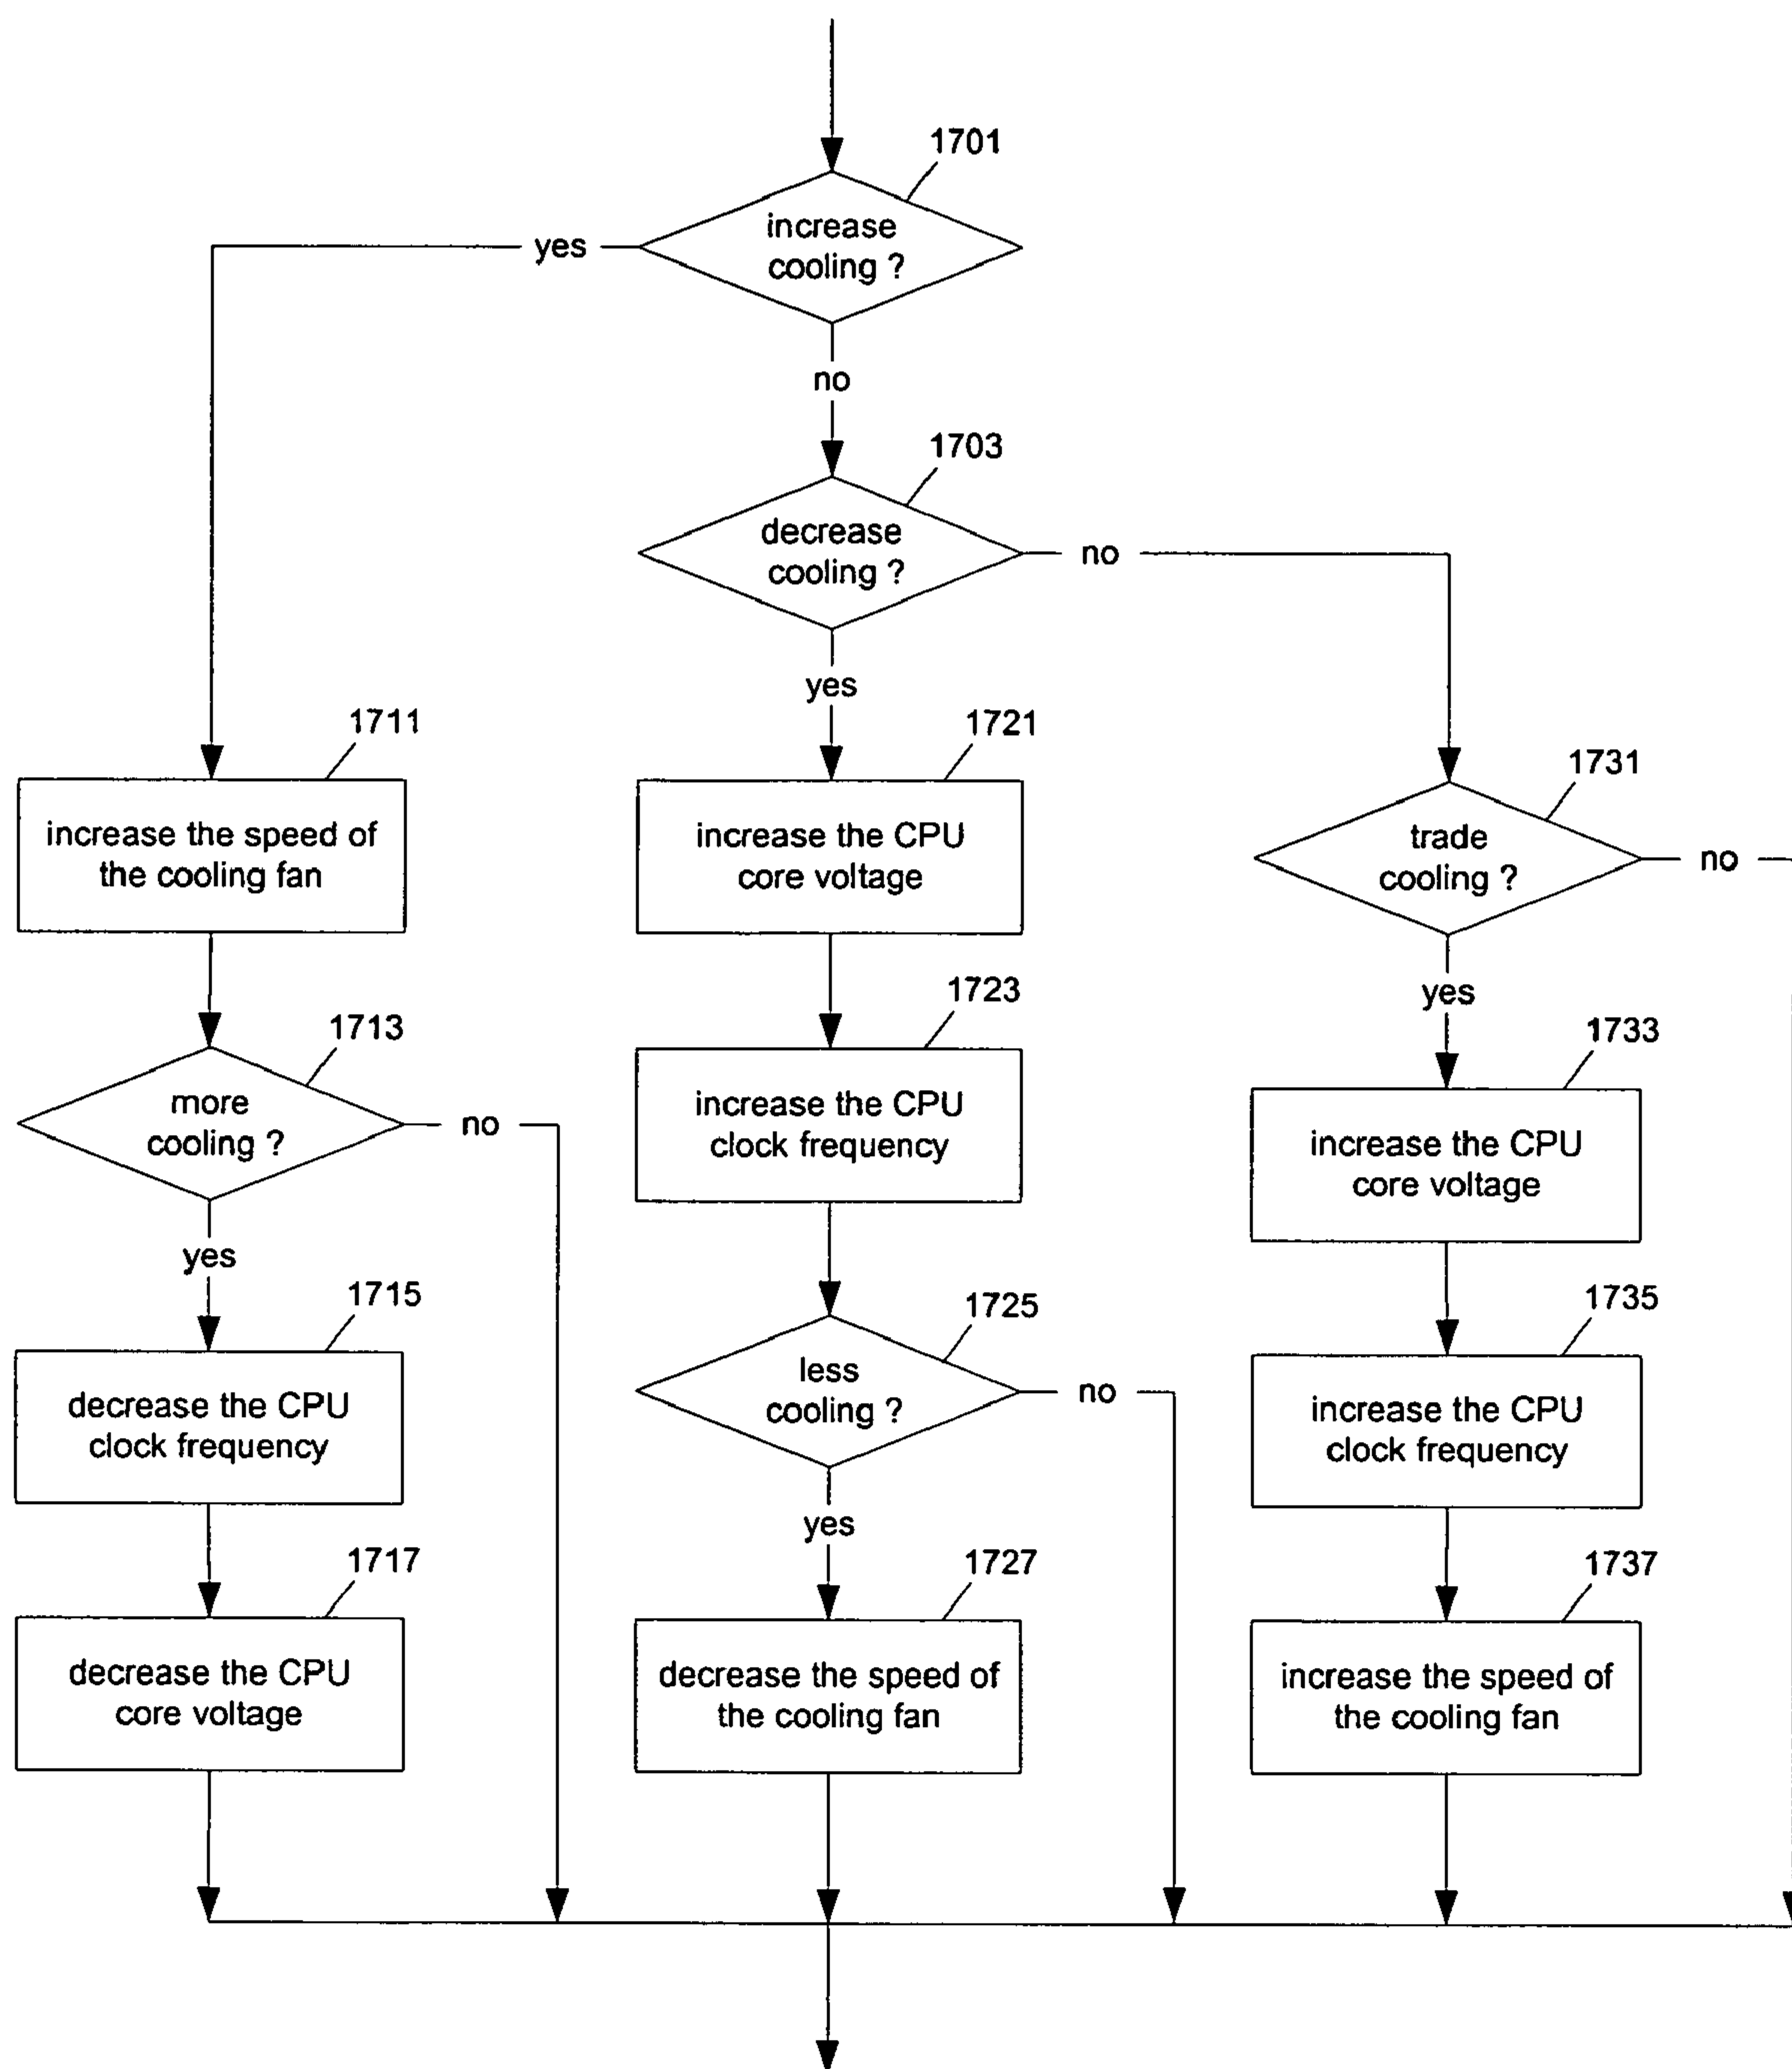 1701
increase
cooling ?
yes
no
1703
decrease
cooling ?
no
yes
1711
increase the speed of
the cooling fan
1721
increase the CPU
core voltage
1731
trade
cooling ?
no
yes
1713
more
cooling ?
no
yes
1723
increase the CPU
clock frequency
1733
increase the CPU
core voltage
1715
decrease the CPU
clock frequency
1725
less
cooling ?
no
yes
1735
increase the CPU
clock frequency
1717
decrease the CPU
core voltage
1727
decrease the speed of
the cooling fan
1737
increase the speed of
the cooling fan